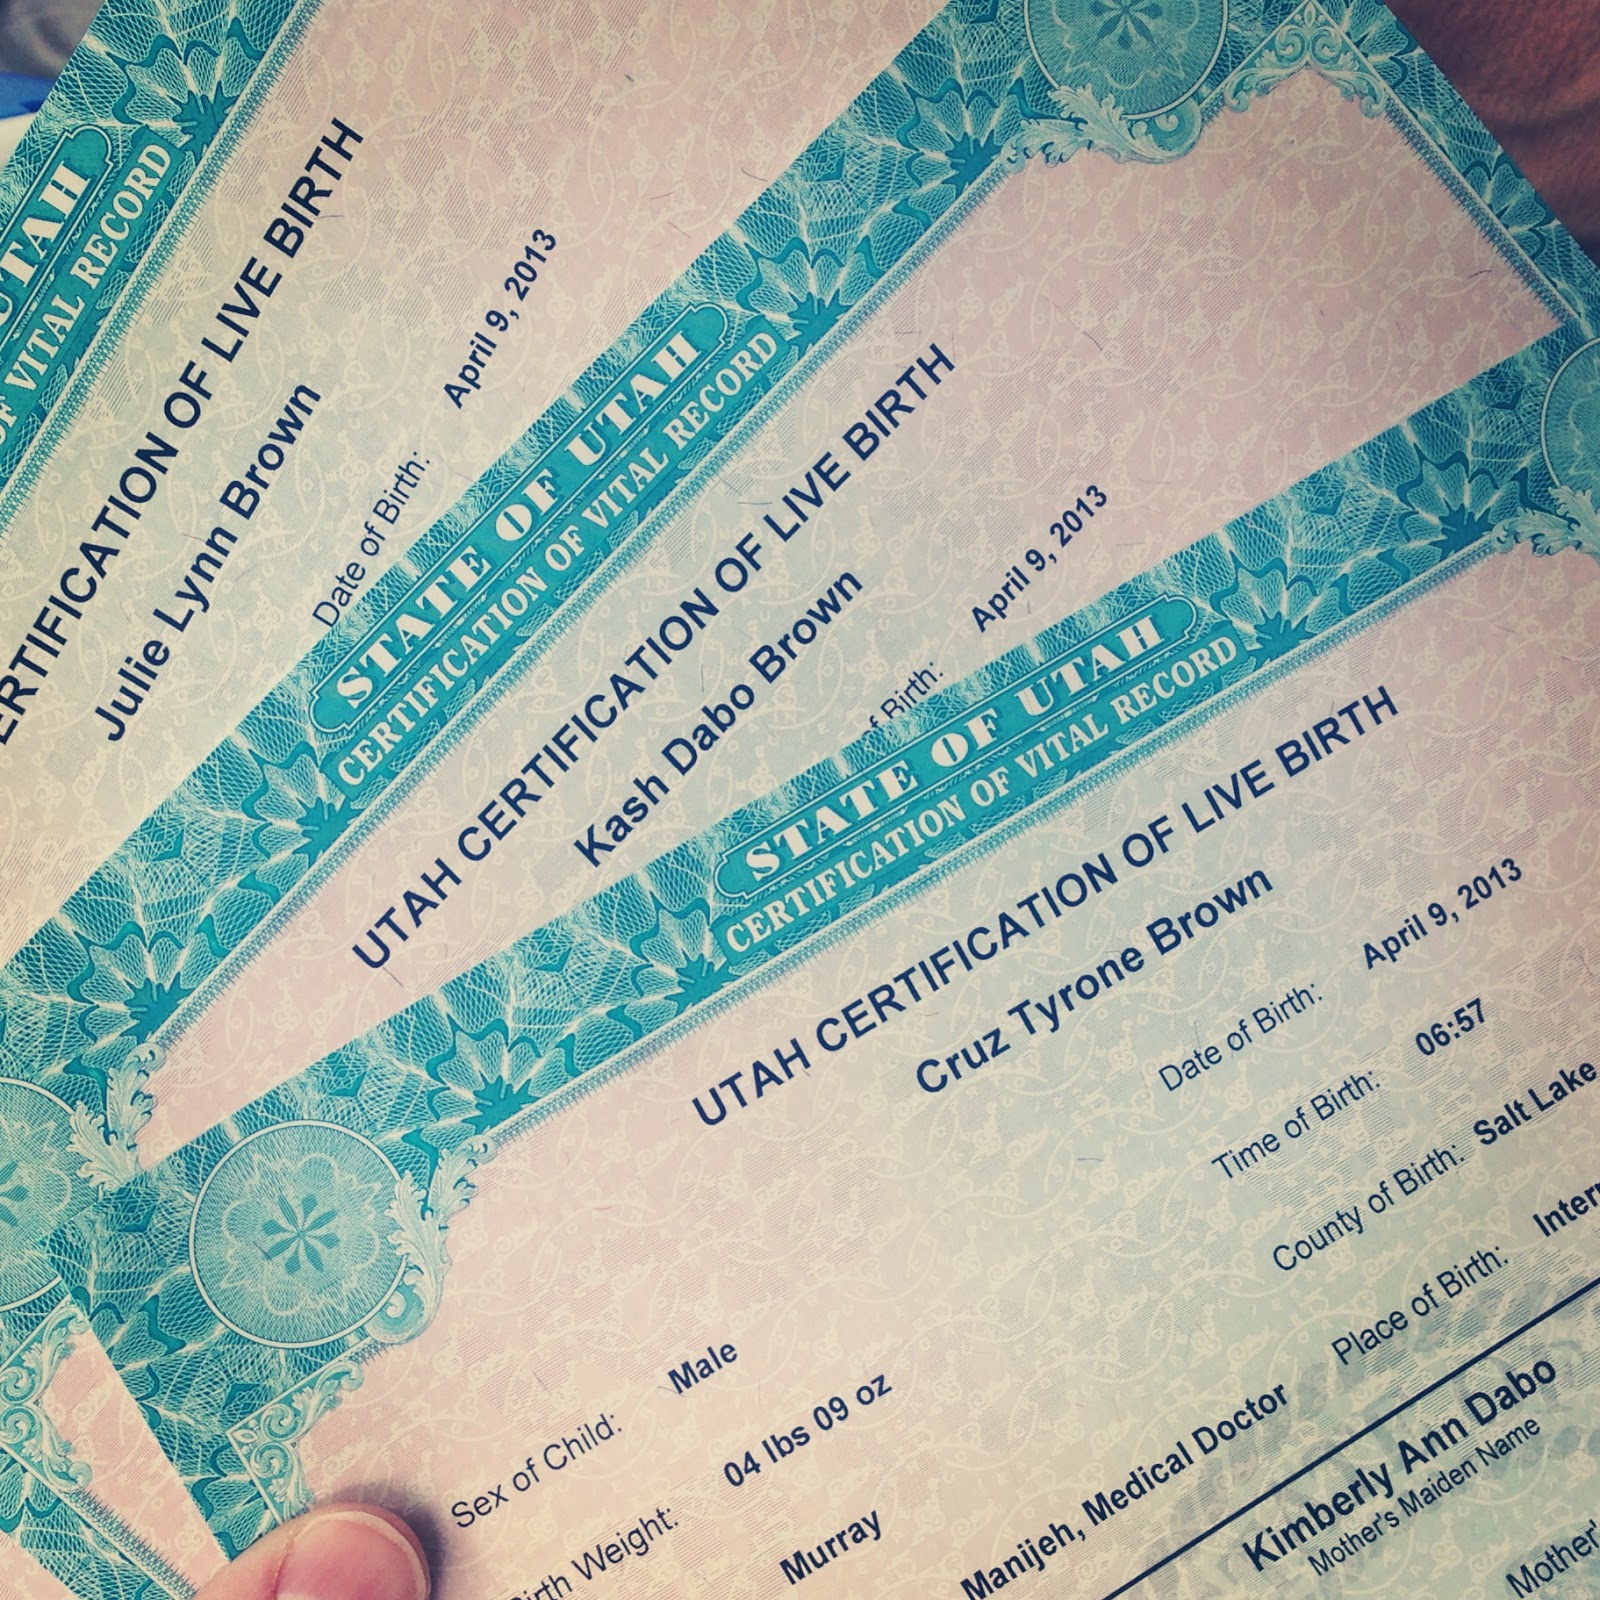 UTAH
OF VITAL RECORD
CERTIFICATION OF LIVE BIRTH
Julie Lynn Brown
Date of Birth: April 9, 2013
STATE OF UTAH
CERTIFICATION OF VITAL RECORD
UTAH CERTIFICATION OF LIVE BIRTH
Kash Dabo Brown
of Birth: April 9, 2013
STATE OF UTAH
CERTIFICATION OF VITAL RECORD
UTAH CERTIFICATION OF LIVE BIRTH
Cruz Tyrone Brown
Date of Birth: April 9, 2013
Time of Birth: 06:57
Sex of Child: Male
County of Birth: Salt Lake
Birth Weight: 04 lbs 09 oz
Place of Birth:
Murray
Manijeh, Medical Doctor
Kimberly Ann Dabo
Mother's Maiden Name
Mother's